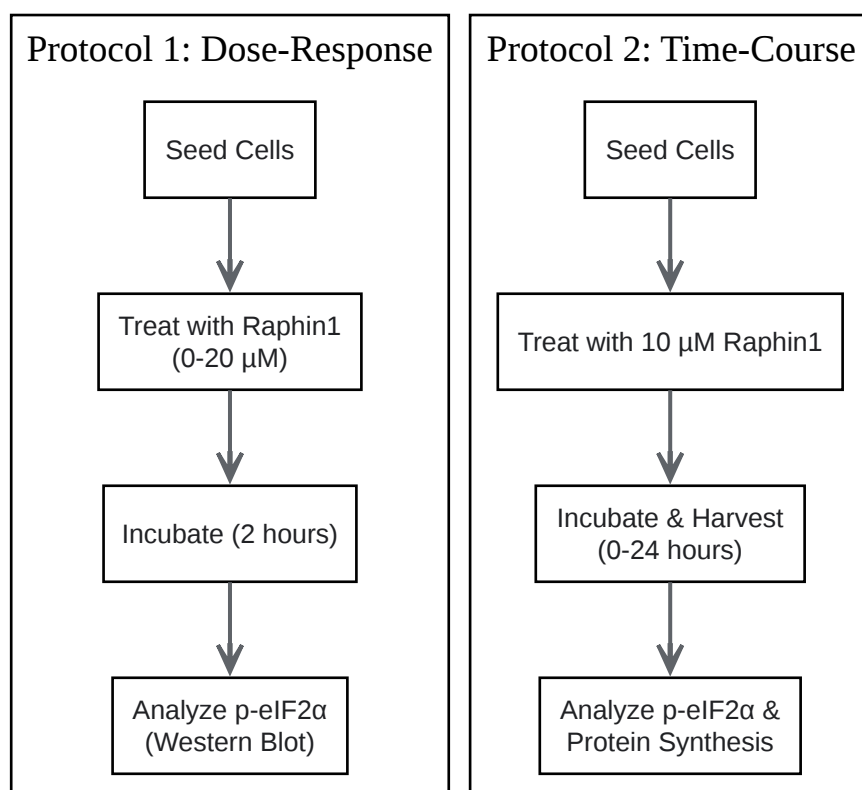 Protocol 1: Dose-Response
Seed Cells
Treat with Raphin1
(0-20 µM)
Incubate (2 hours)
Analyze p-eIF2α
(Western Blot)
Protocol 2: Time-Course
Seed Cells
Treat with 10 µM Raphin1
Incubate & Harvest
(0-24 hours)
Analyze p-eIF2α &
Protein Synthesis